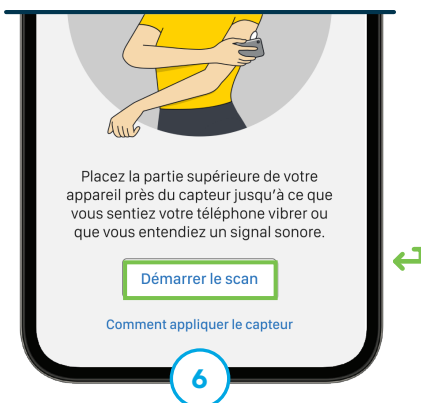 Placez la partie supérieure de votre
appareil près du capteur jusqu'à ce que
vous sentiez votre téléphone vibrer ou
que vous entendiez un signal sonore.
Démarrer le scan
Comment appliquer le capteur
6